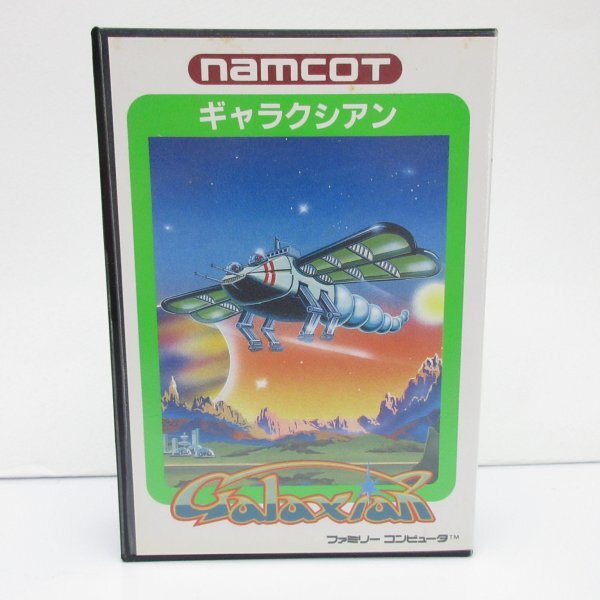 namcoT
ギャラクシアン
Galaxian
ファミリー コンピュータ™